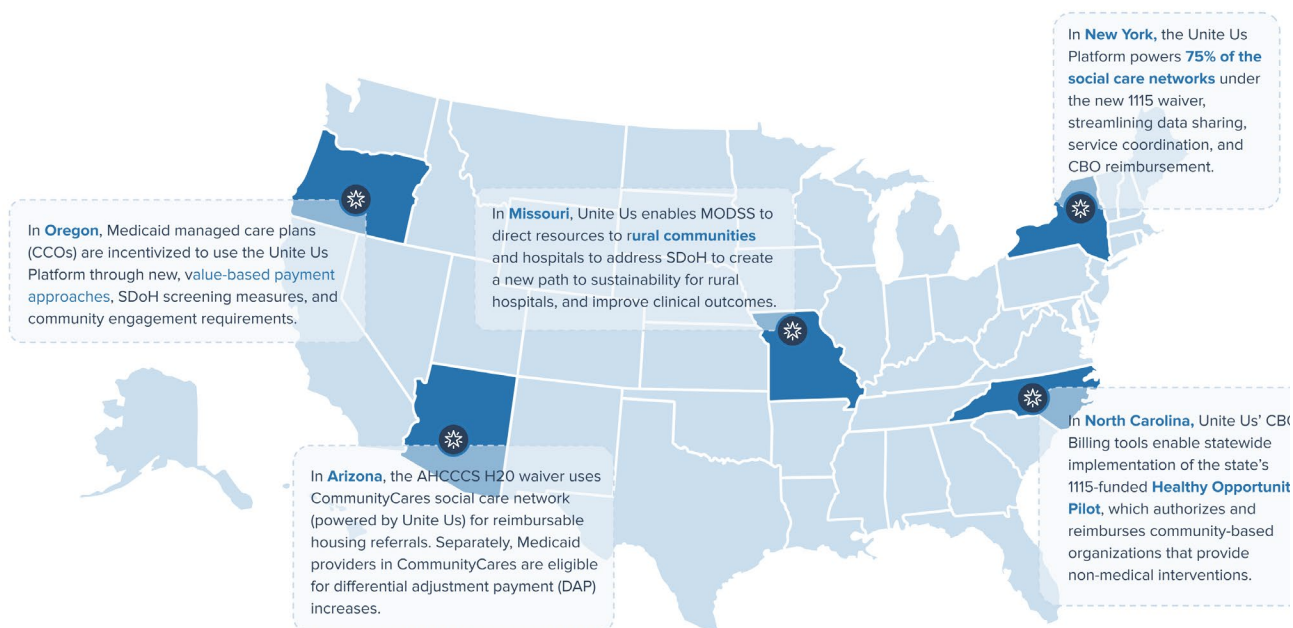 In New York, the Unite Us
Platform powers 75% of the
social care networks under
the new 1115 waiver,
streamlining data sharing,
service coordination, and
CBO reimbursement.
In Oregon, Medicaid managed care plans
(CCOs) are incentivized to use the Unite Us
Platform through new, value-based payment
approaches, SDoH screening measures, and
community engagement requirements.
In Missouri, Unite Us enables MODSS to
direct resources to rural communities
and hospitals to address SDoH to create
a new path to sustainability for rural
hospitals, and improve clinical outcomes.
In Arizona, the AHCCCS H20 waiver uses
CommunityCares social care network
(powered by Unite Us) for reimbursable
housing referrals. Separately, Medicaid
providers in CommunityCares are eligible
for differential adjustment payment (DAP)
increases.
In North Carolina, Unite Us’ CBO
Billing tools enable statewide
implementation of the state’s
1115-funded Healthy Opportunit
Pilot, which authorizes and
reimburses community-based
organizations that provide
non-medical interventions.